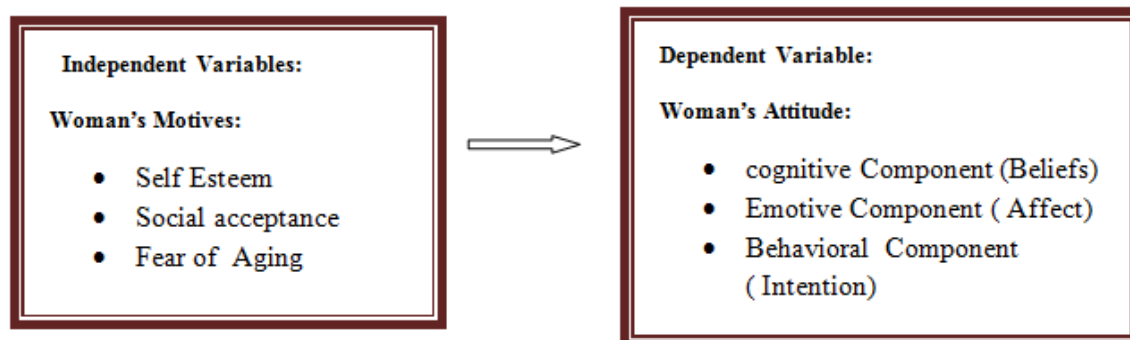 Independent Variables:
Woman’s Motives:
• Self Esteem
• Social acceptance
• Fear of Aging
Dependent Variable:
Woman’s Attitude:
• cognitive Component (Beliefs)
• Emotive Component ( Affect)
• Behavioral Component
( Intention)